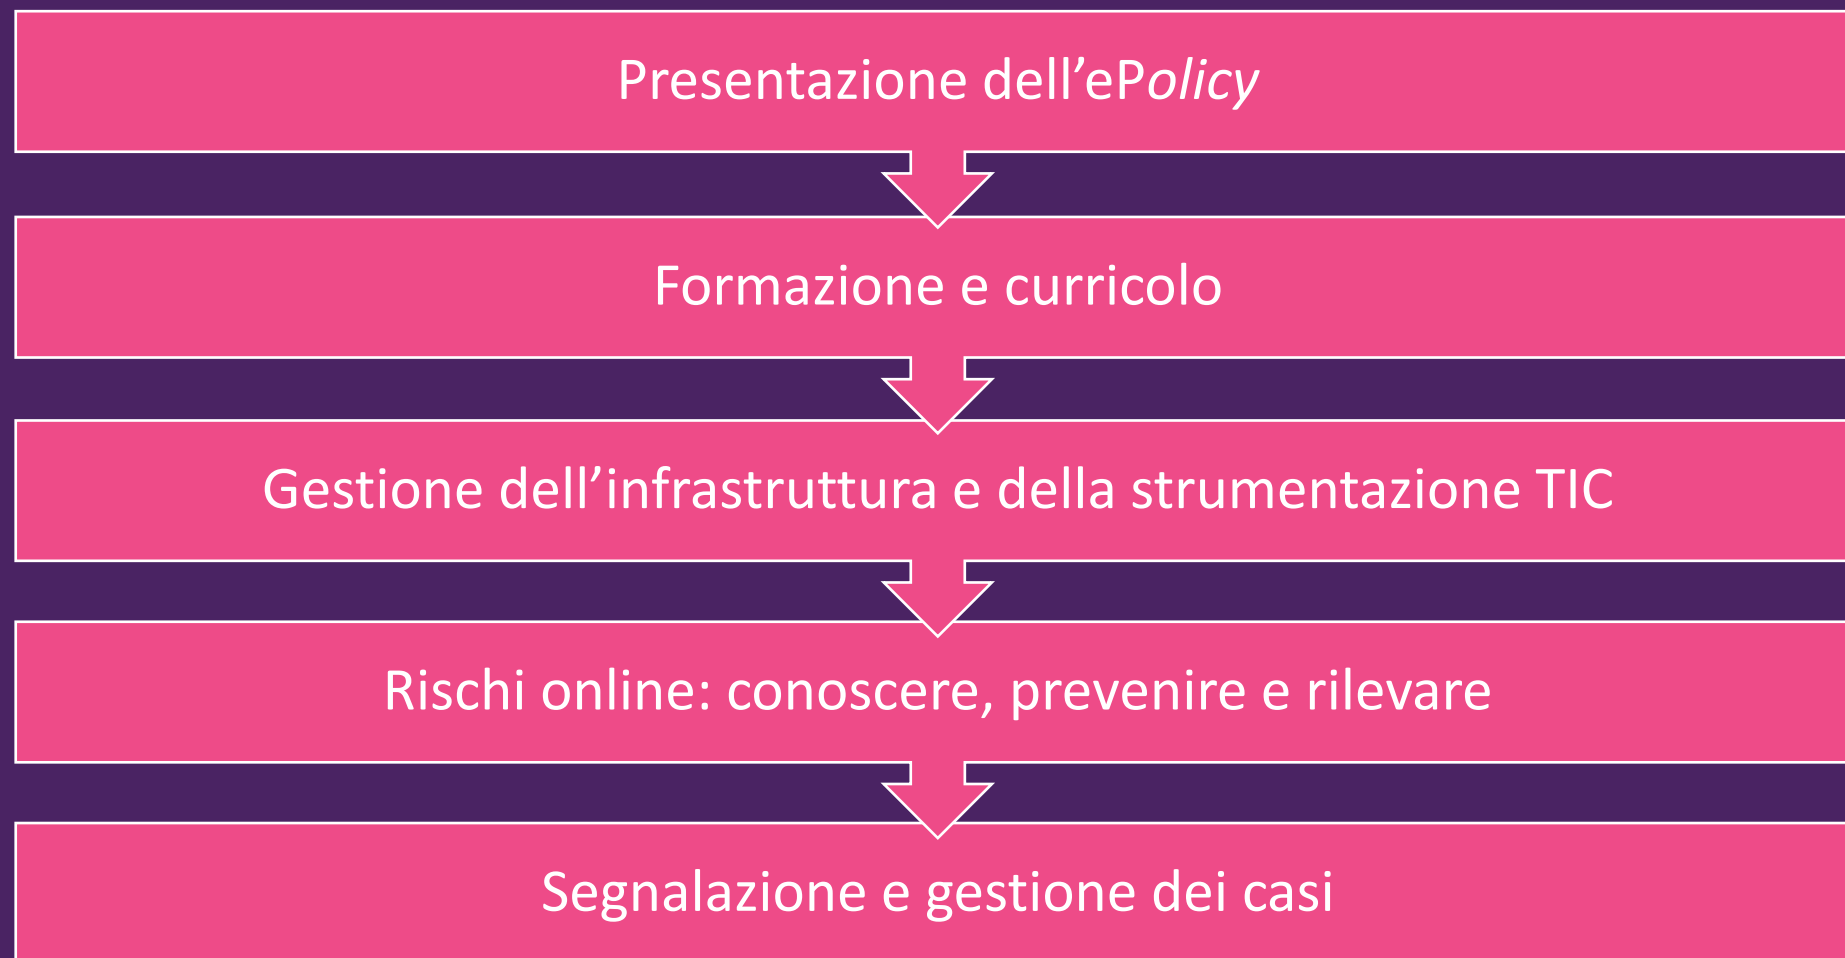 Presentazione dell’ePolicy
Formazione e curricolo
Gestione dell’infrastruttura e della strumentazione TIC
Rischi online: conoscere, prevenire e rilevare
Segnalazione e gestione dei casi